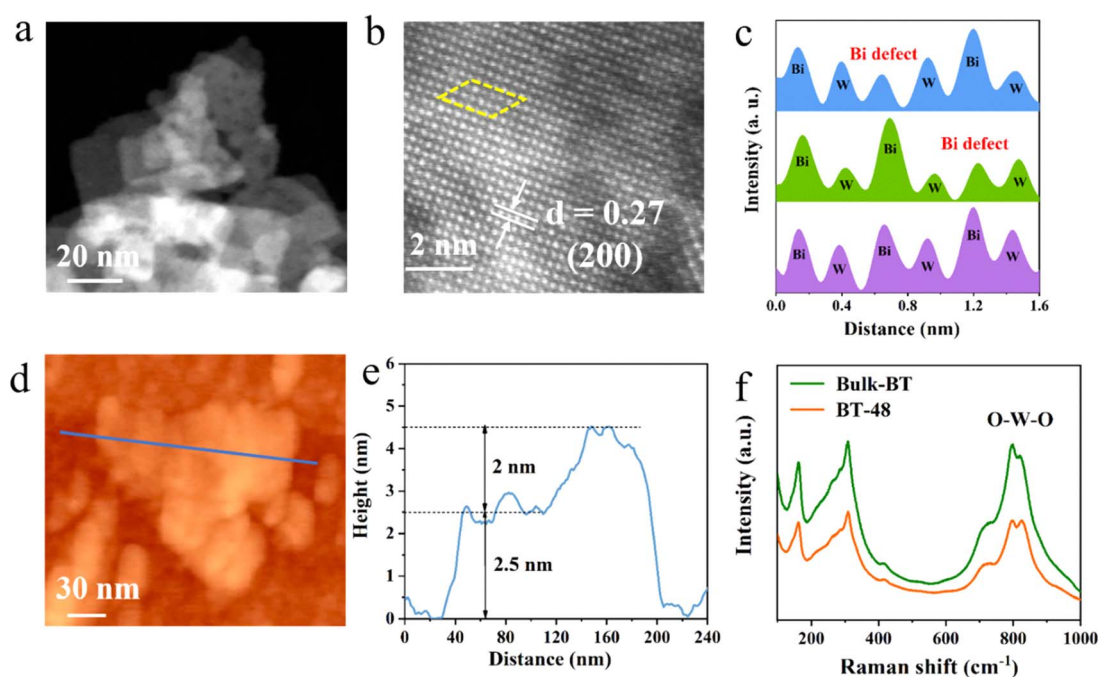 a
20 nm
b
d = 0.27
(200)
2 nm
c
Intensity (a. u.)
Bi W Bi defect W Bi W
Bi W Bi W Bi defect W
Bi W Bi W Bi W
0.0 0.4 0.8 1.2 1.6
Distance (nm)
d
30 nm
e
Height (nm)
6
5
4
3
2
1
0
2 nm
2.5 nm
0 40 80 120 160 200 240
Distance (nm)
f
Intensity (a.u.)
Bulk-BT
BT-48
O-W-O
200 400 600 800 1000
Raman shift (cm⁻¹)